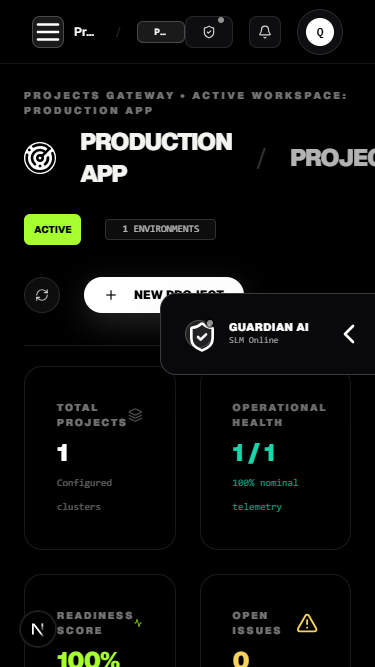 Pr...
/
P...
Q
PROJECTS GATEWAY • ACTIVE WORKSPACE:
PRODUCTION APP
PRODUCTION
APP
/
PROJEC
ACTIVE
1 ENVIRONMENTS
+ NEW PROJECT
GUARDIAN AI
SLM Online
TOTAL
PROJECTS
1
Configured
clusters
OPERATIONAL
HEALTH
1/1
100% nominal
telemetry
READINESS
SCORE
100%
OPEN
ISSUES
0
N